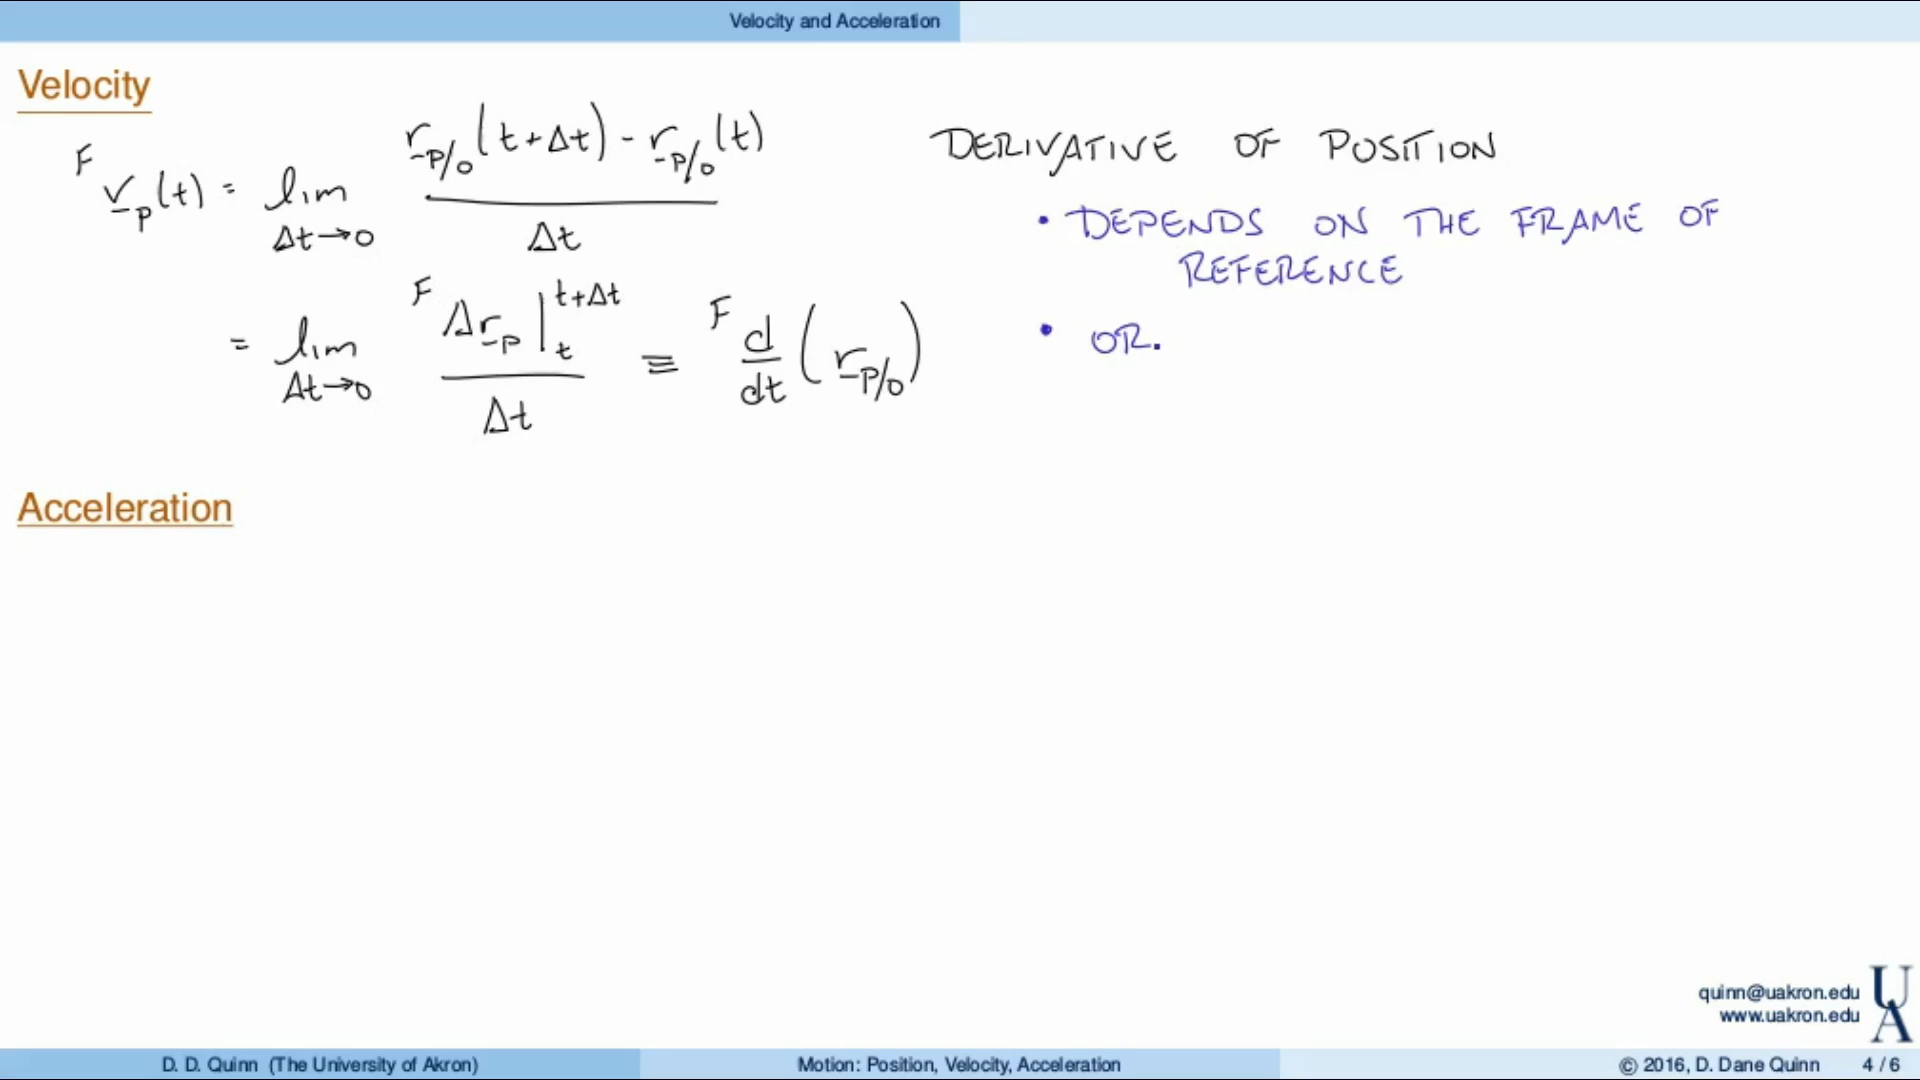 Velocity and Acceleration
Velocity
F v_P(t) = lim Δt→0 (r_P/O(t+Δt) - r_P/O(t)) / Δt
= lim Δt→0 (F Δr_P |_t^t+Δt) / Δt ≡ F d/dt (r_P/O)
DERIVATIVE OF POSITION
• DEPENDS ON THE FRAME OF
REFERENCE
• OR.
Acceleration
quinn@uakron.edu
www.uakron.edu
UA
D. D. Quinn (The University of Akron)
Motion: Position, Velocity, Acceleration
© 2016, D. Dane Quinn 4 / 6